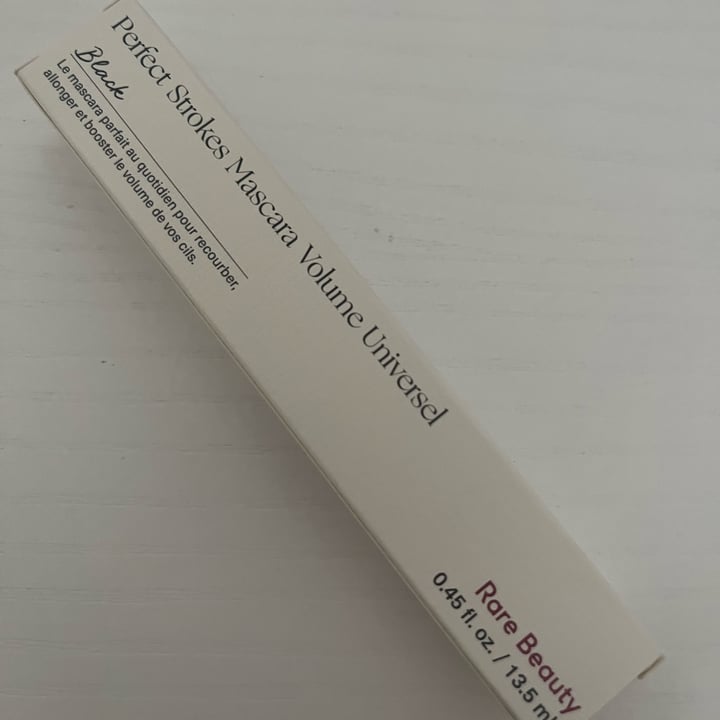 Perfect Strokes Mascara Volume Universel
Black
Le mascara parfait au quotidien pour recourber,
allonger et booster le volume de vos cils.
Rare Beauty
0.45 fl. oz. / 13.5 ml